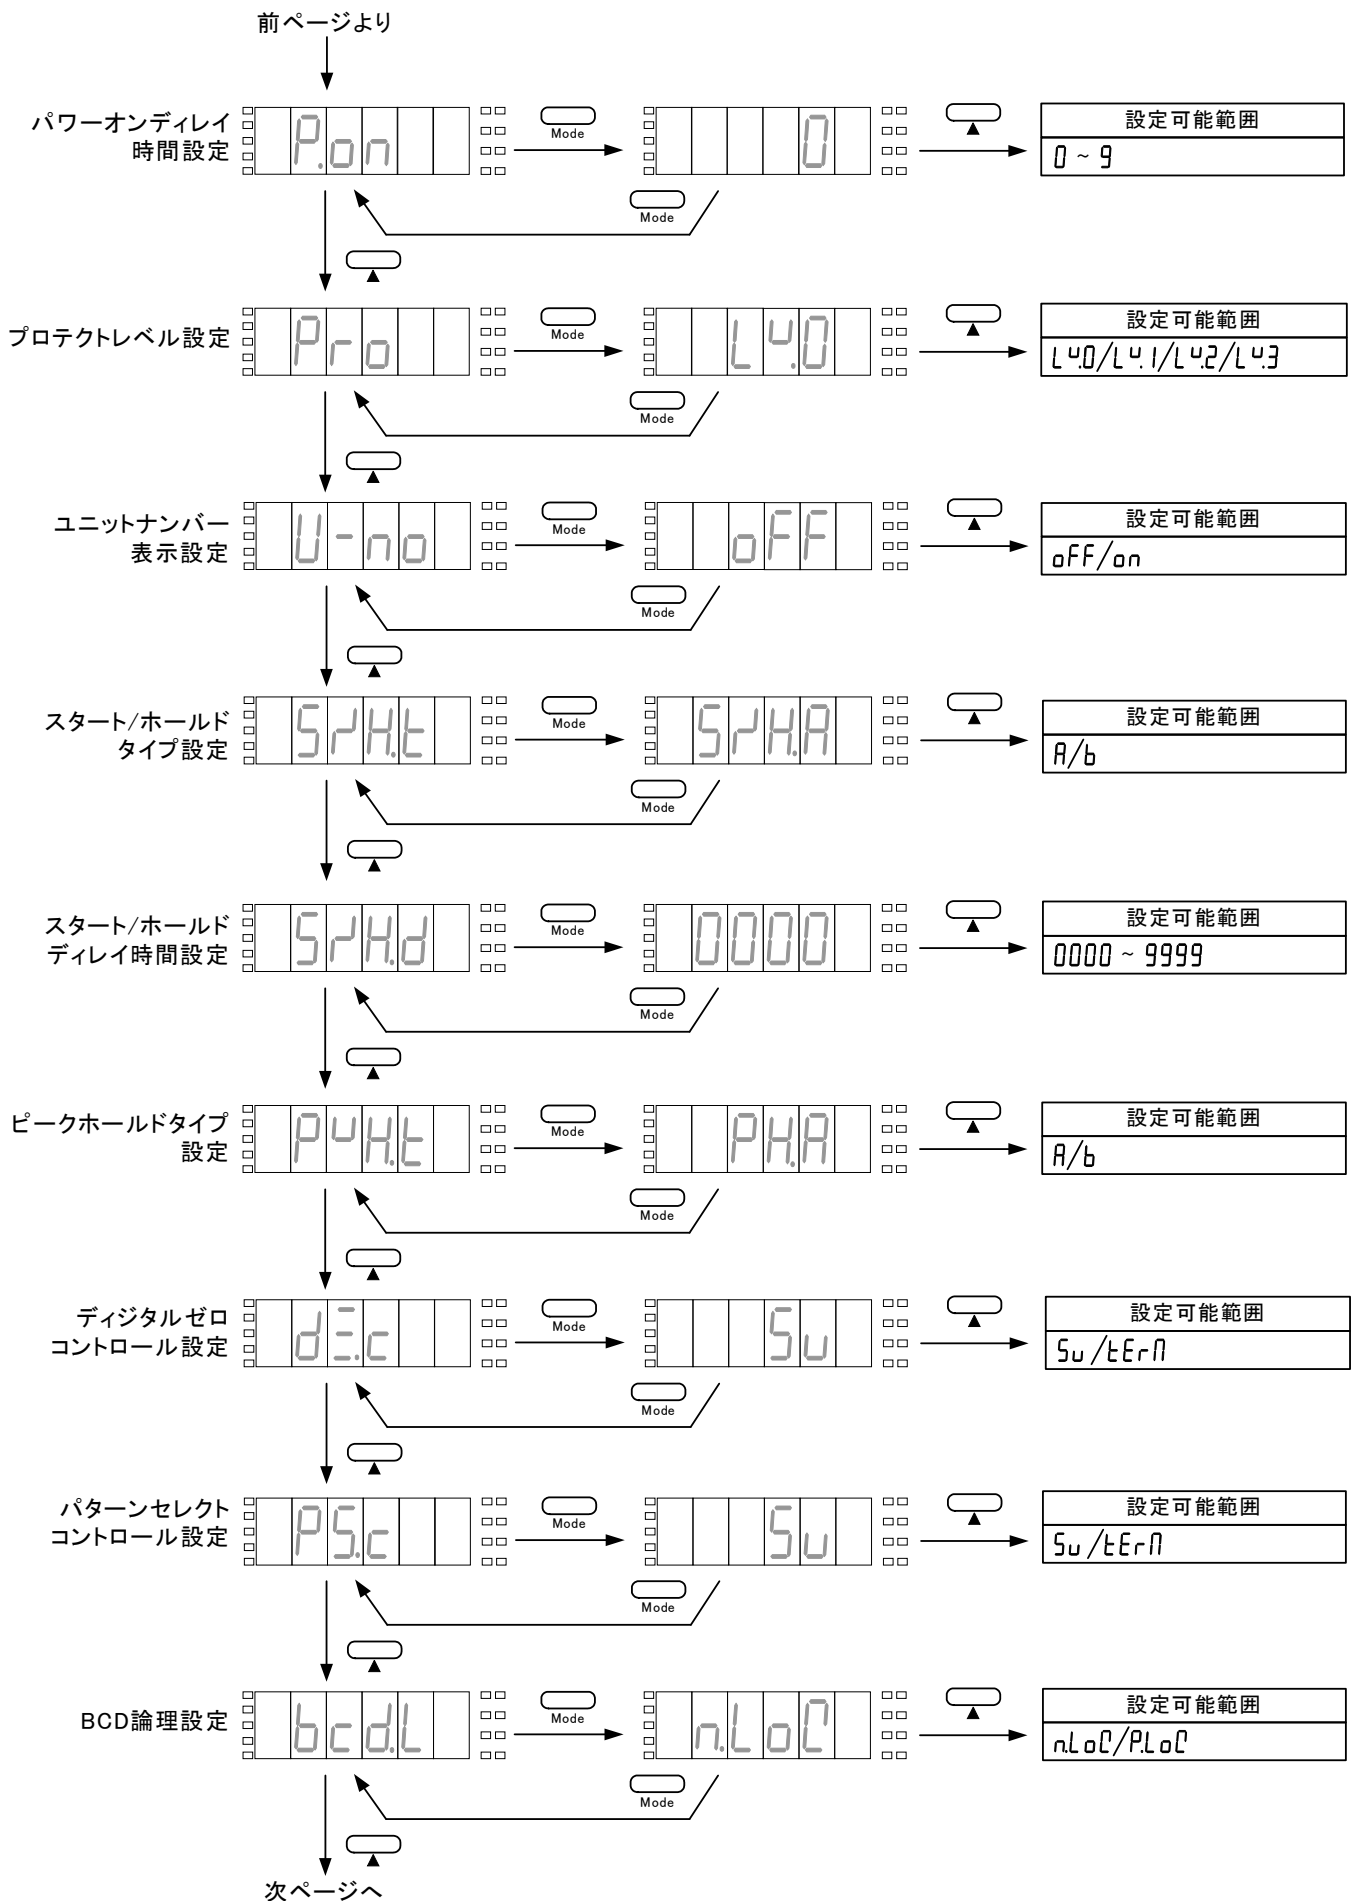 前ページより
パワーオンディレイ
時間設定
P.on
Mode
0
設定可能範囲
0 ~ 9
Mode
プロテクトレベル設定
Pro
Mode
Lv.0
設定可能範囲
Lv.0/Lv.1/Lv.2/Lv.3
Mode
ユニットナンバー
表示設定
U-no
Mode
oFF
設定可能範囲
oFF/on
Mode
スタート/ホールド
タイプ設定
S/H.t
Mode
S/H.A
設定可能範囲
A/b
Mode
スタート/ホールド
ディレイ時間設定
S/H.d
Mode
0000
設定可能範囲
0000 ~ 9999
Mode
ピークホールドタイプ
設定
PvH.t
Mode
PH.A
設定可能範囲
A/b
Mode
ディジタルゼロ
コントロール設定
dΞ.c
Mode
Su
設定可能範囲
Su/tErM
Mode
パターンセレクト
コントロール設定
PS.c
Mode
Su
設定可能範囲
Su/tErM
Mode
BCD論理設定
bcd.L
Mode
n.LoC
設定可能範囲
n.LoC/P.LoC
Mode
次ページへ